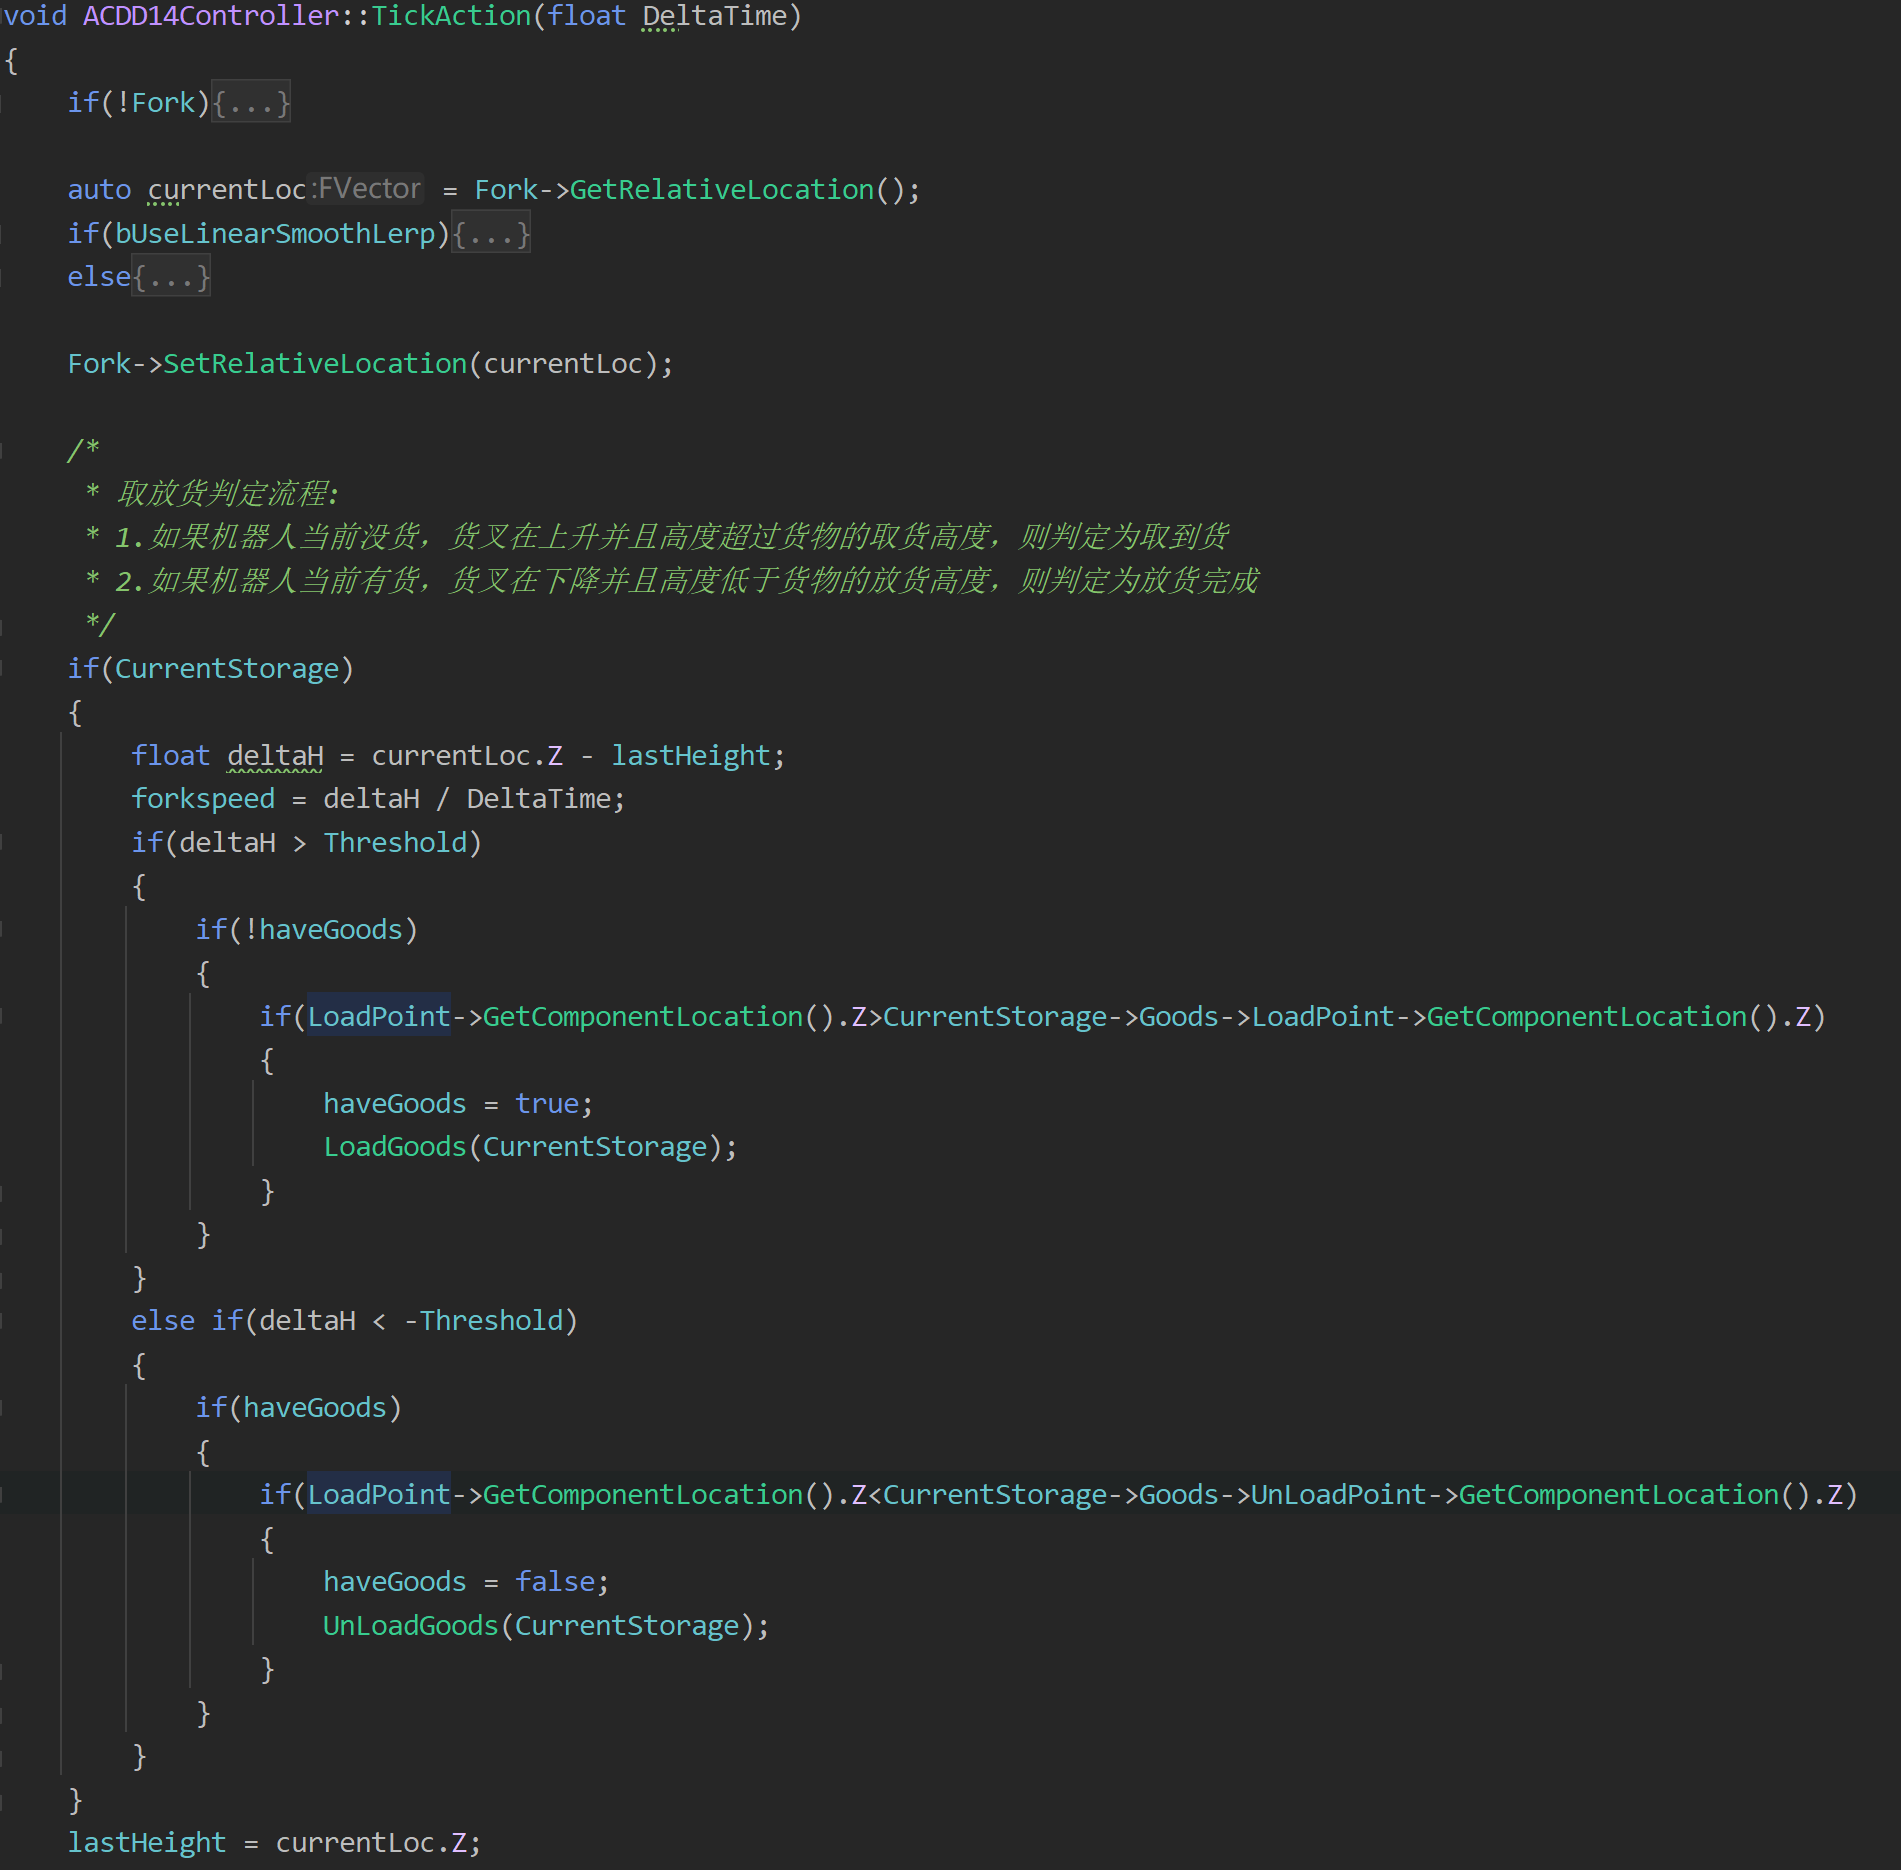 void ACDD14Controller::TickAction(float DeltaTime)
{
    if(!Fork){...}
    auto currentLoc:FVector = Fork->GetRelativeLocation();
    if(bUseLinearSmoothLerp){...}
    else{...}
    Fork->SetRelativeLocation(currentLoc);
    /*
     * 取放货判定流程:
     * 1.如果机器人当前没货，货叉在上升并且高度超过货物的取货高度，则判定为取到货
     * 2.如果机器人当前有货，货叉在下降并且高度低于货物的放货高度，则判定为放货完成
     */
    if(CurrentStorage)
    {
        float deltaH = currentLoc.Z - lastHeight;
        forkspeed = deltaH / DeltaTime;
        if(deltaH > Threshold)
        {
            if(!haveGoods)
            {
                if(LoadPoint->GetComponentLocation().Z>CurrentStorage->Goods->LoadPoint->GetComponentLocation().Z)
                {
                    haveGoods = true;
                    LoadGoods(CurrentStorage);
                }
            }
        }
        else if(deltaH < -Threshold)
        {
            if(haveGoods)
            {
                if(LoadPoint->GetComponentLocation().Z<CurrentStorage->Goods->UnLoadPoint->GetComponentLocation().Z)
                {
                    haveGoods = false;
                    UnLoadGoods(CurrentStorage);
                }
            }
        }
    }
    lastHeight = currentLoc.Z;